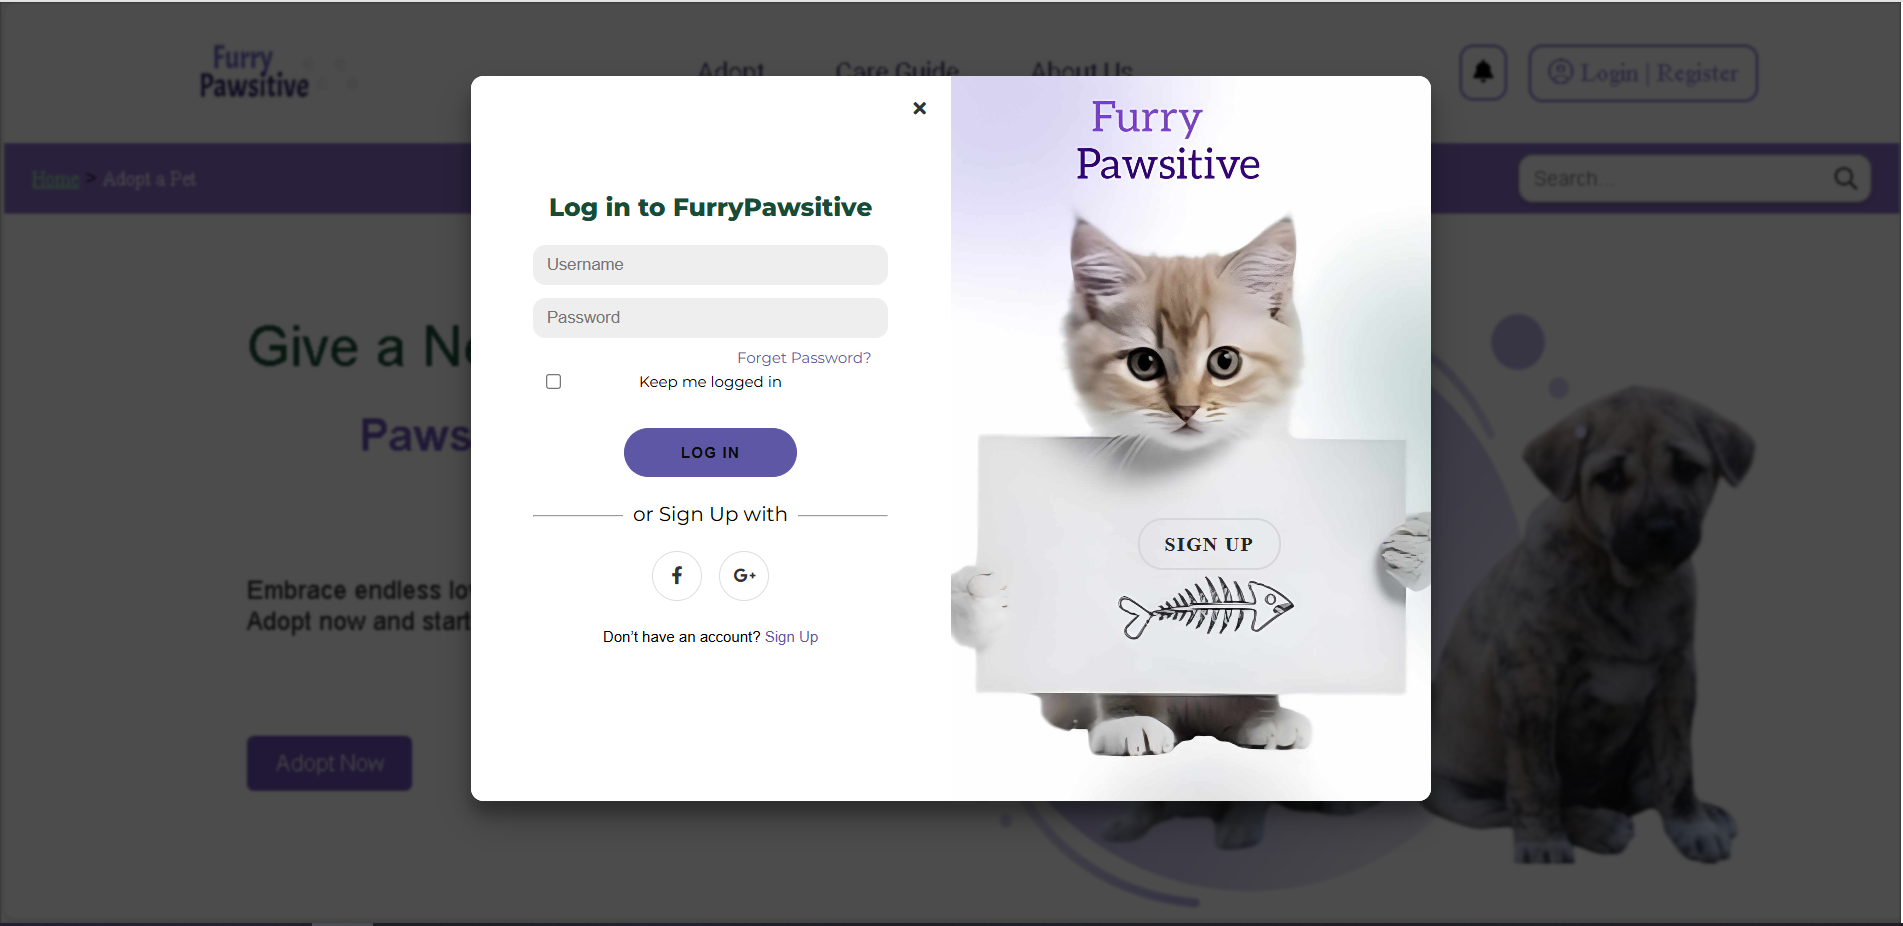 Furry
Pawsitive
Adopt
Care Guide
About Us
Login | Register
Home > Adopt a Pet
Search...
Give a
Adopt Now
Embrace endless
Adopt now and start
Log in to FurryPawsitive
Username
Password
Forget Password?
Keep me logged in
LOG IN
or Sign Up with
G+
Don't have an account? Sign Up
Furry
Pawsitive
SIGN UP